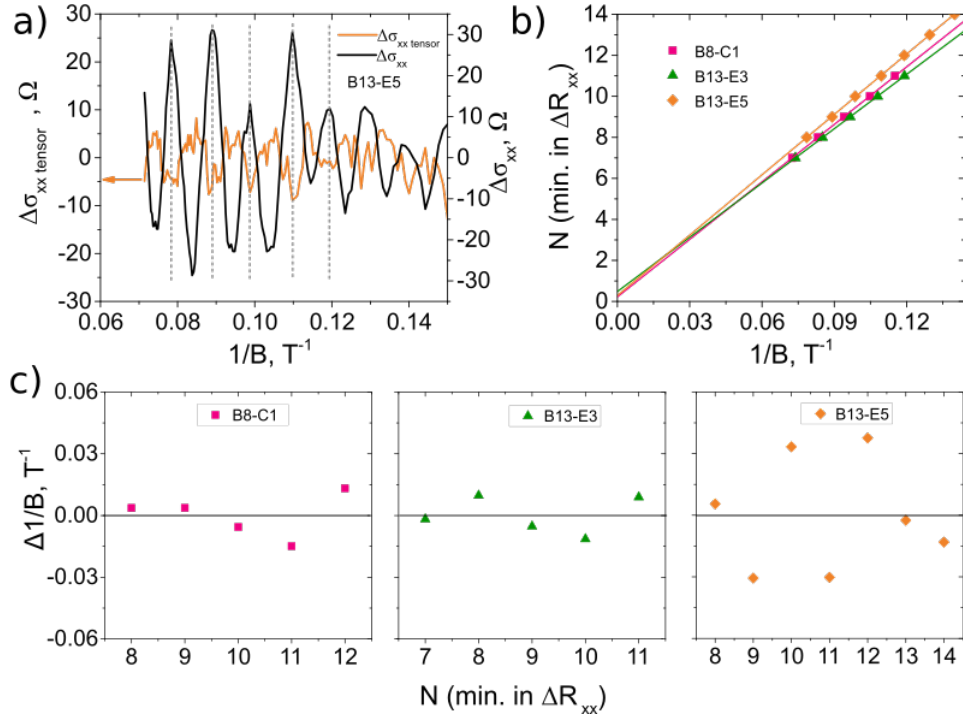 a)
Δσxx tensor
Δσxx
B13-E5
Δσxx tensor , Ω
30
20
10
0
-10
-20
-30
30
20
10
0
-10
-20
-30
Δσxx, Ω
0.06 0.08 0.10 0.12 0.14
1/B, T-1
b)
B8-C1
B13-E3
B13-E5
N (min. in ΔRxx)
14
12
10
8
6
4
2
0
0.00 0.03 0.06 0.09 0.12
1/B, T-1
c)
Δ1/B, T-1
0.06
0.03
0.00
-0.03
-0.06
B8-C1
8 9 10 11 12
B13-E3
7 8 9 10 11
B13-E5
8 9 10 11 12 13 14
N (min. in ΔRxx)